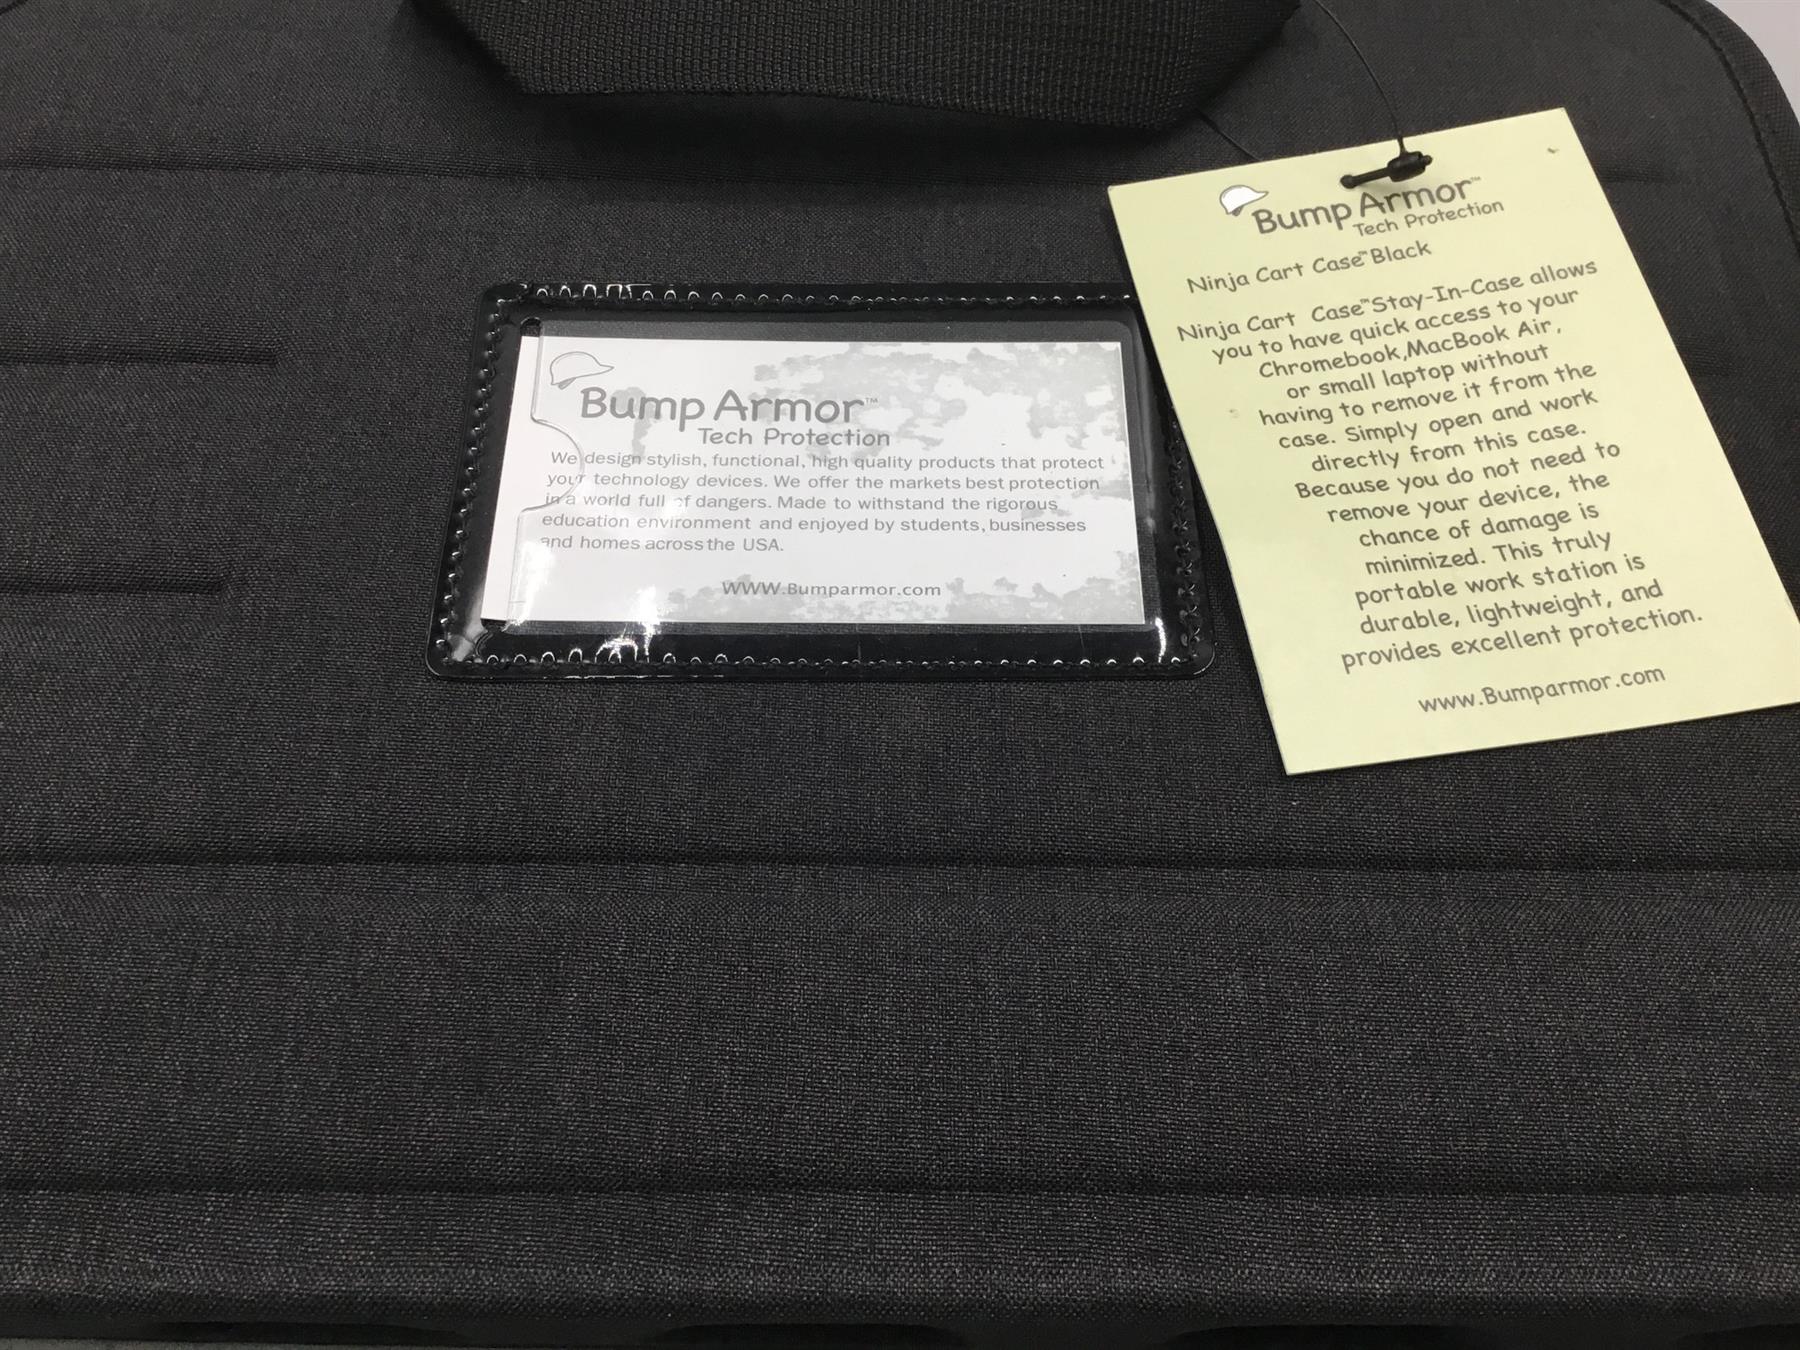 Bump Armor™
Tech Protection
We design stylish, functional, high quality products that protect
your technology devices. We offer the markets best protection
in a world full of dangers. Made to withstand the rigorous
education environment and enjoyed by students, businesses
and homes across the USA.
WWW.Bumparmor.com
Bump Armor™
Tech Protection
Ninja Cart Case™Black
Ninja Cart Case™Stay-In-Case allows
you to have quick access to your
Chromebook,MacBook Air,
or small laptop without
having to remove it from the
case. Simply open and work
directly from this case.
Because you do not need to
remove your device, the
chance of damage is
minimized. This truly
portable work station is
durable, lightweight, and
provides excellent protection.
www.Bumparmor.com